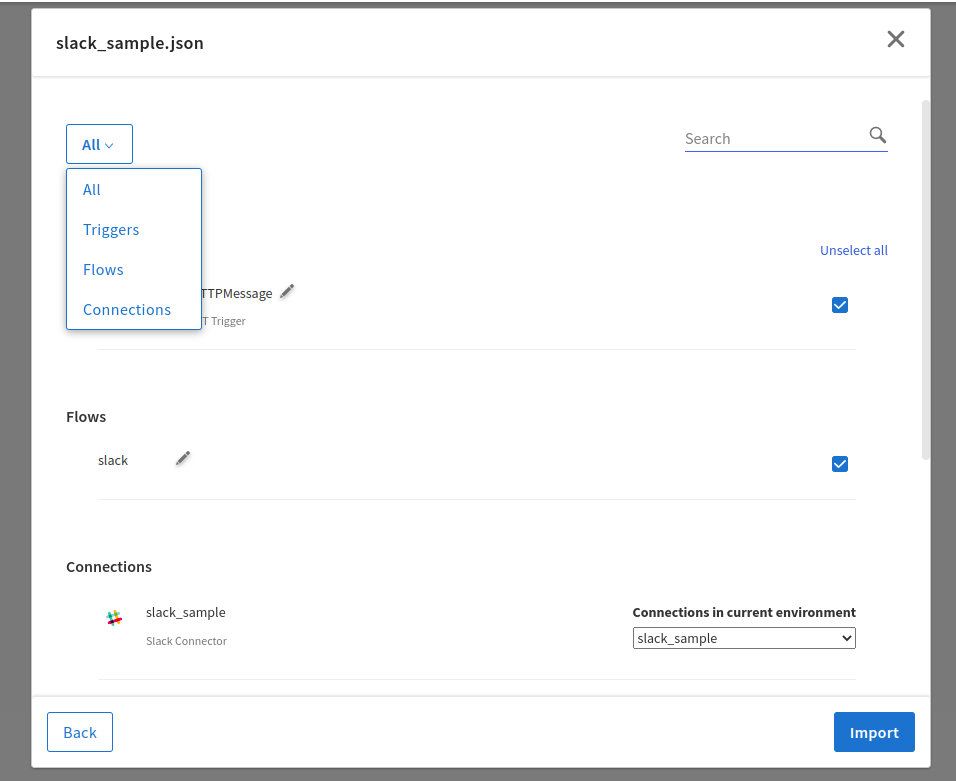 slack_sample.json
All
Search
All
Triggers
Flows
Connections
Unselect all
TTPMessage
T Trigger
Flows
slack
Connections
slack_sample
Slack Connector
Connections in current environment
slack_sample
Back
Import